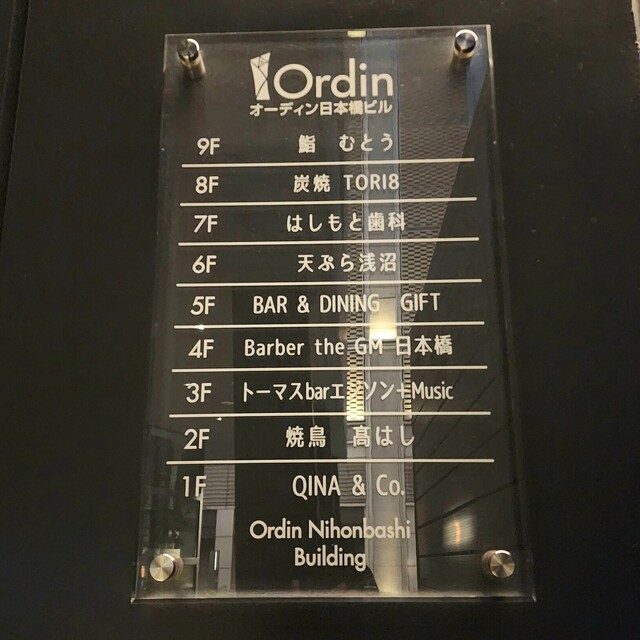 Ordin
オーディン日本橋ビル
9F 鮨 むとう
8F 炭焼 TORI8
7F はしもと歯科
6F 天ぷら浅沼
5F BAR & DINING GIFT
4F Barber the GM 日本橋
3F トーマスbarエジソン+Music
2F 焼鳥 髙はし
1F QINA & Co.
Ordin Nihonbashi
Building